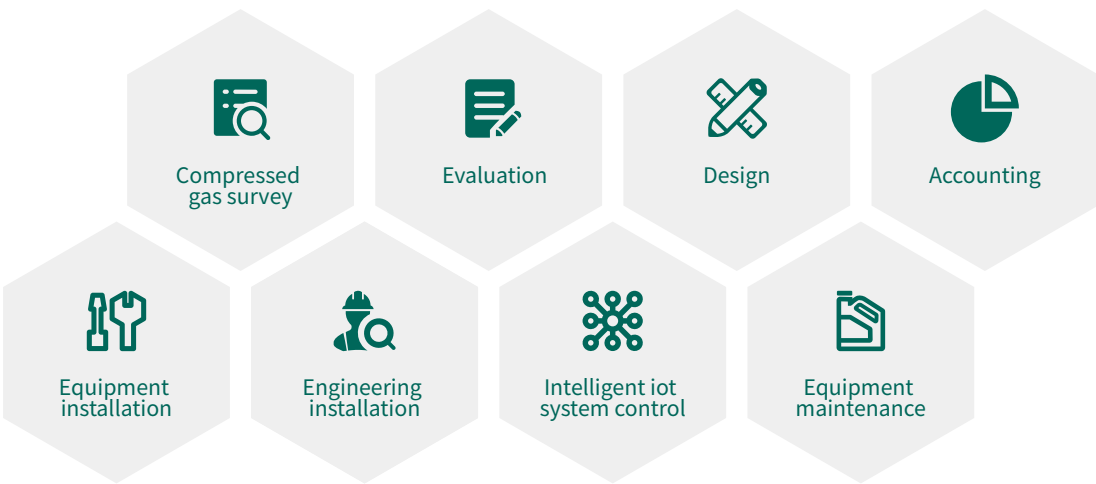 Compressed
gas survey
Evaluation
Design
Accounting
Equipment
installation
Engineering
installation
Intelligent iot
system control
Equipment
maintenance